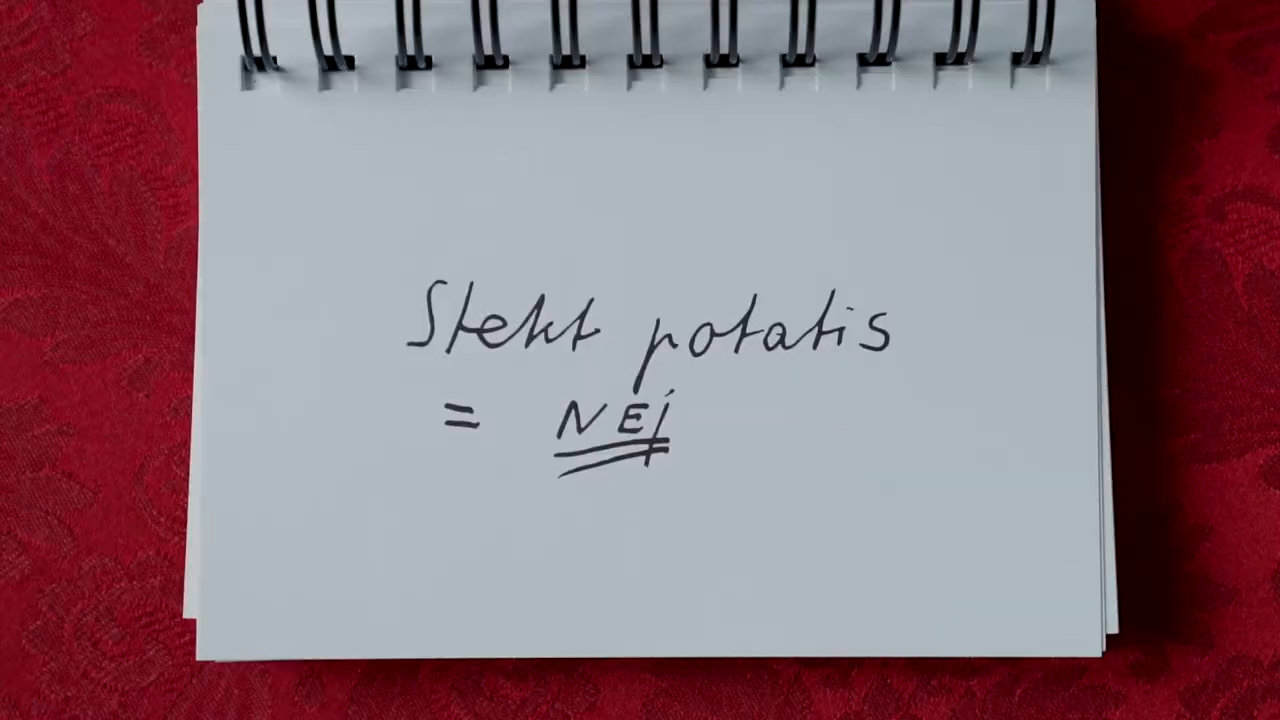 Stekt potatis
= NEj